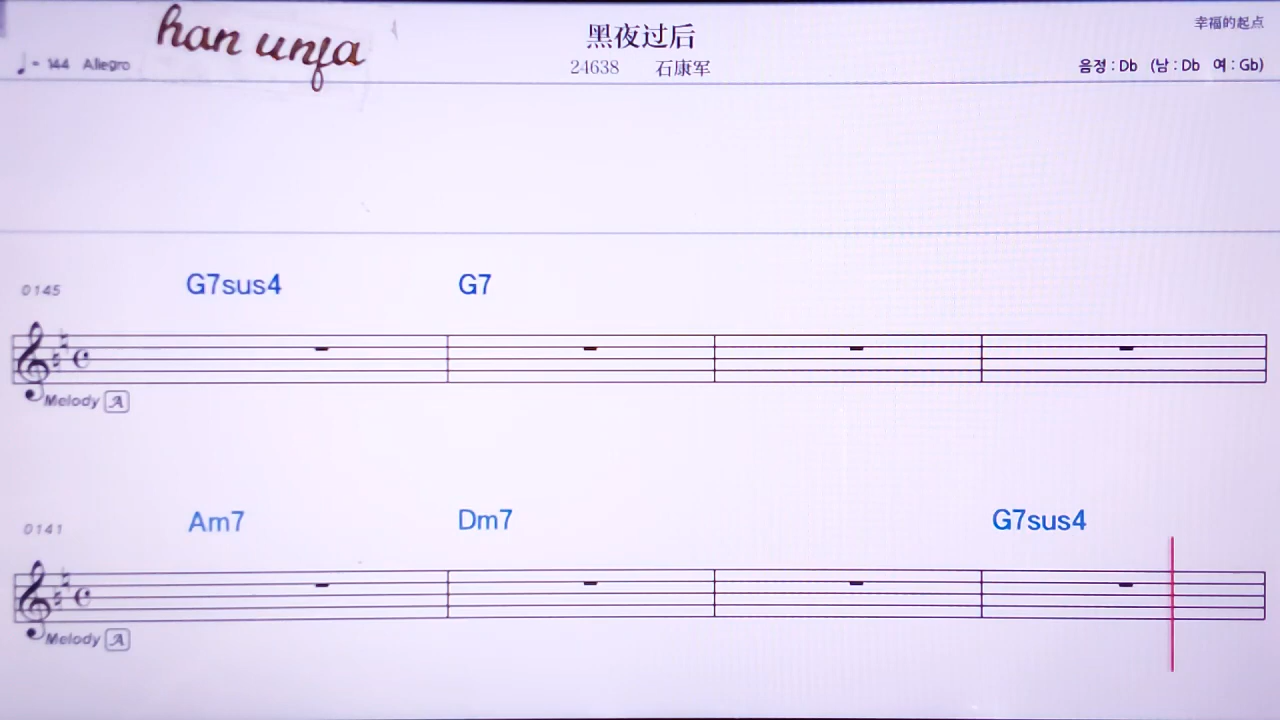 han unfa
黑夜过后
幸福的起点
♩= 144 Allegro
24638 石康军
음정 : Db (남 : Db 여 : Gb)
0145 G7sus4 G7
Melody A
0141 Am7 Dm7 G7sus4
Melody A